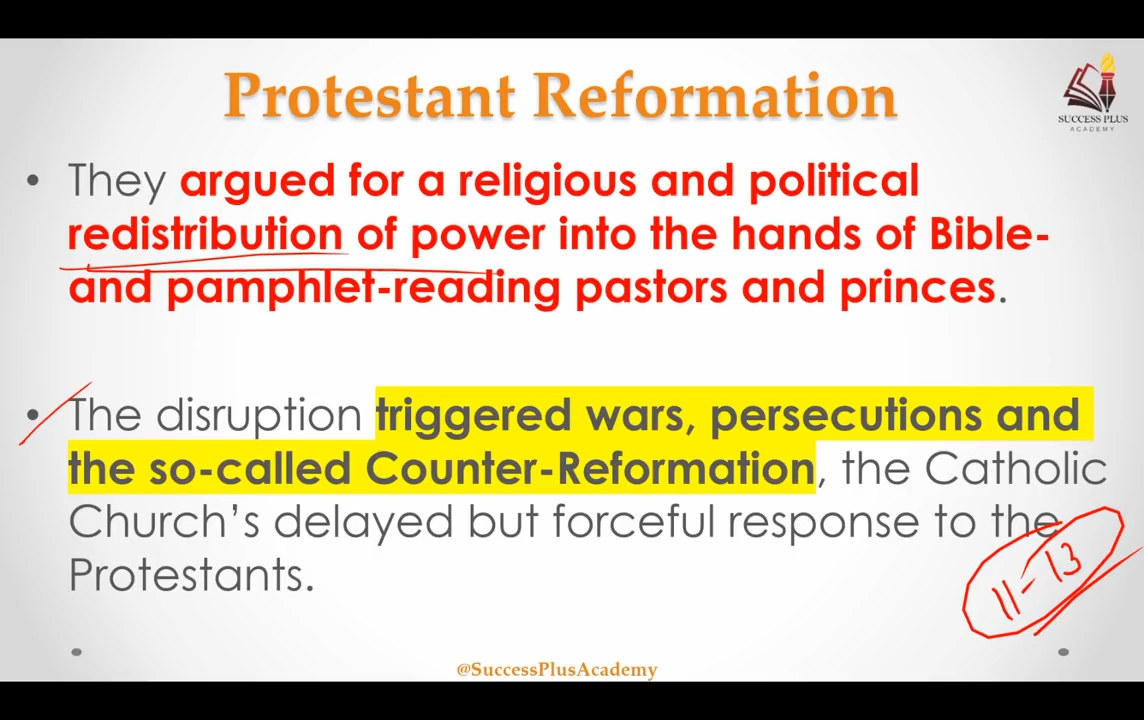 Protestant Reformation
SUCCESS PLUS
ACADEMY
• They argued for a religious and political
redistribution of power into the hands of Bible-
and pamphlet-reading pastors and princes.
• The disruption triggered wars, persecutions and
the so-called Counter-Reformation, the Catholic
Church’s delayed but forceful response to the
Protestants.
11-13
@SuccessPlusAcademy